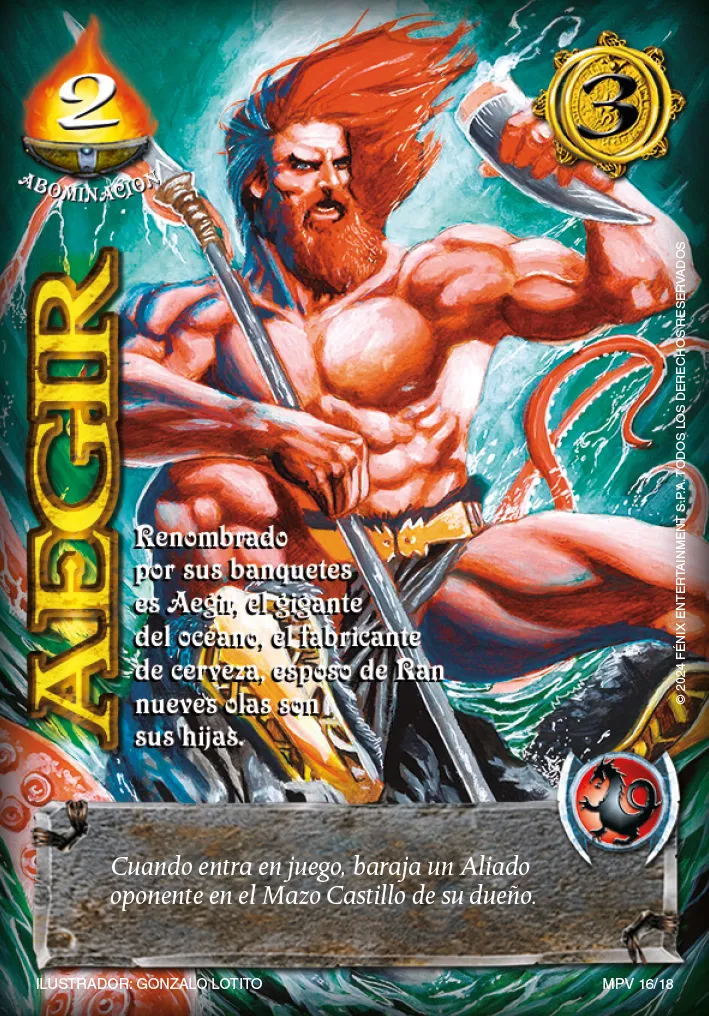 2
3
ABOMINACIÓN
AEGIR
Renombrado
por sus banquetes
es Aegir, el gigante
del océano, el fabricante
de cerveza, esposo de Ran
nueves olas son
sus hijas.
© 2024 FÉNIX ENTERTAINMENT S.P.A. TODOS LOS DERECHOS RESERVADOS
Cuando entra en juego, baraja un Aliado
oponente en el Mazo Castillo de su dueño.
ILUSTRADOR: GONZALO LOTITO
MPV 16/18